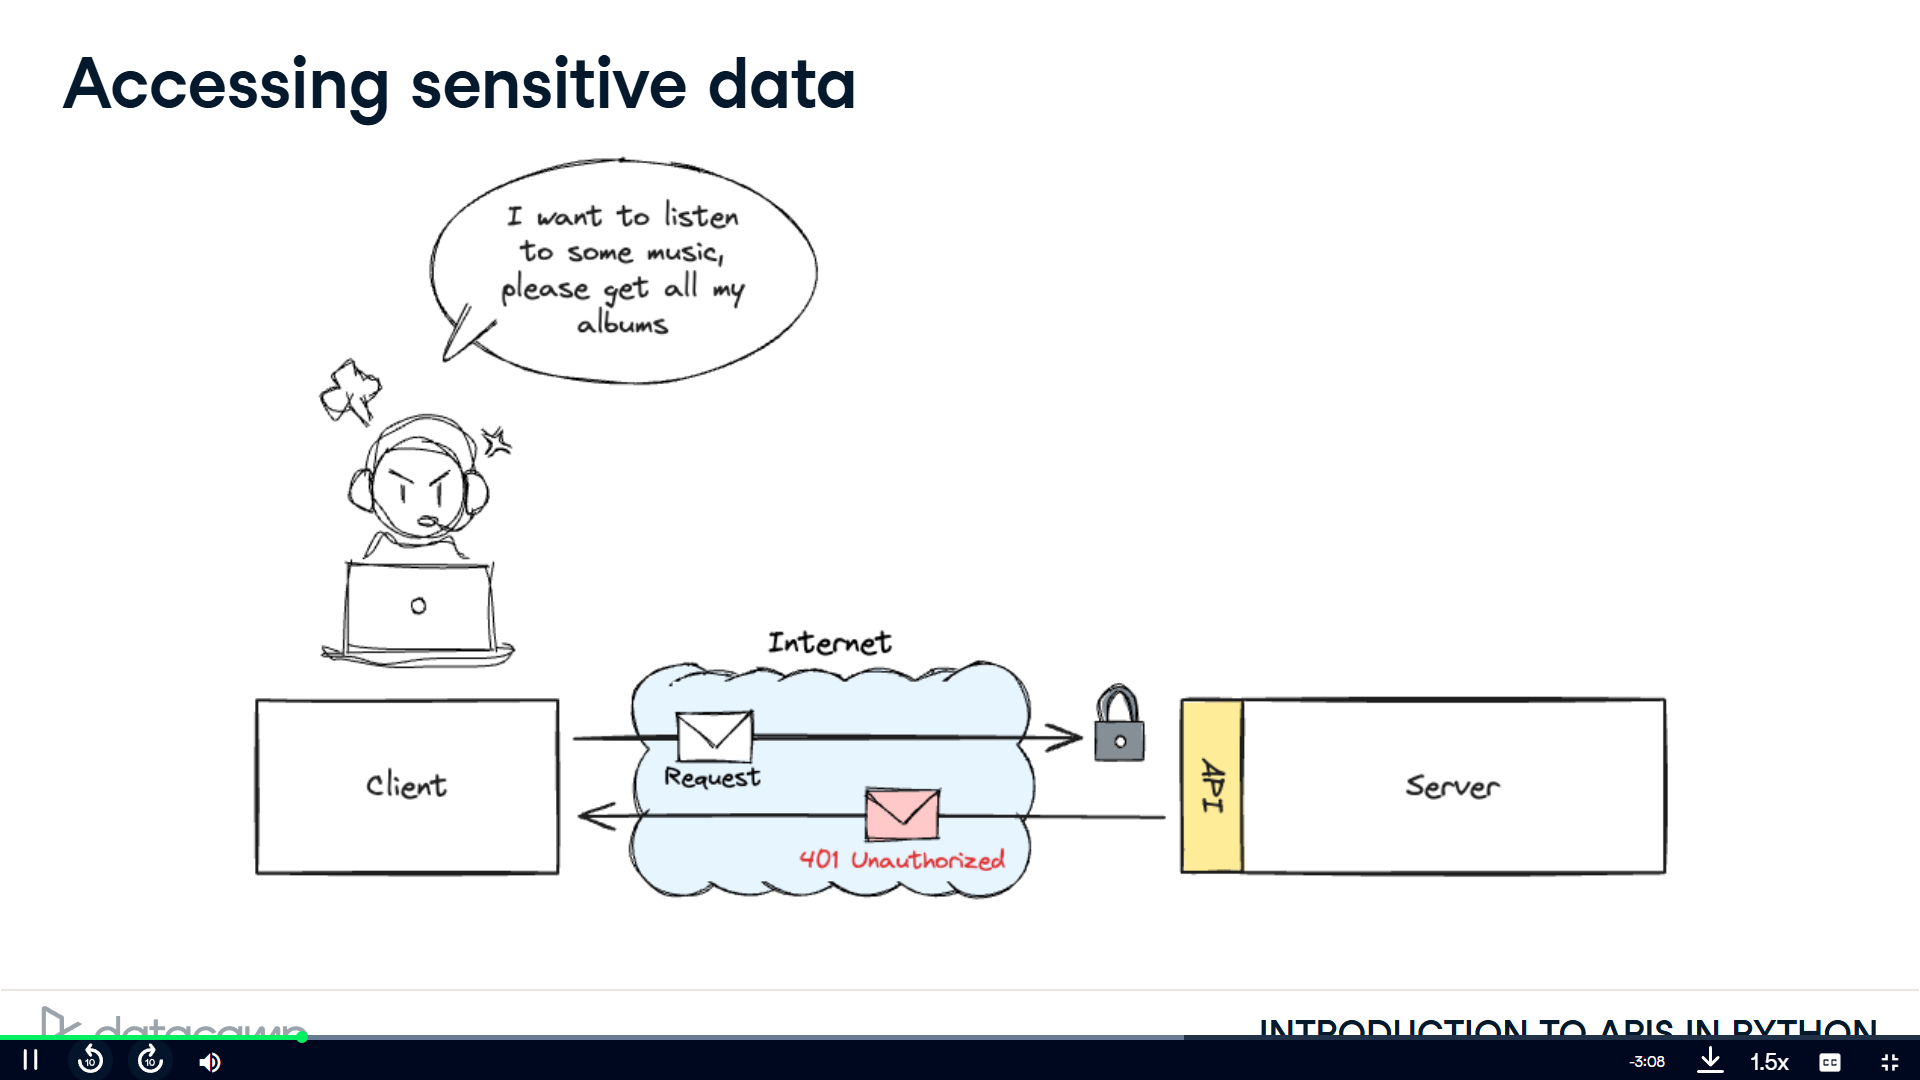 Accessing sensitive data
I want to listen
to some music,
please get all my
albums
Internet
Request
401 Unauthorized
Client
API
Server
datacamp
INTRODUCTION TO APIS IN PYTHON
10
10
-3:08
1.5x
CC